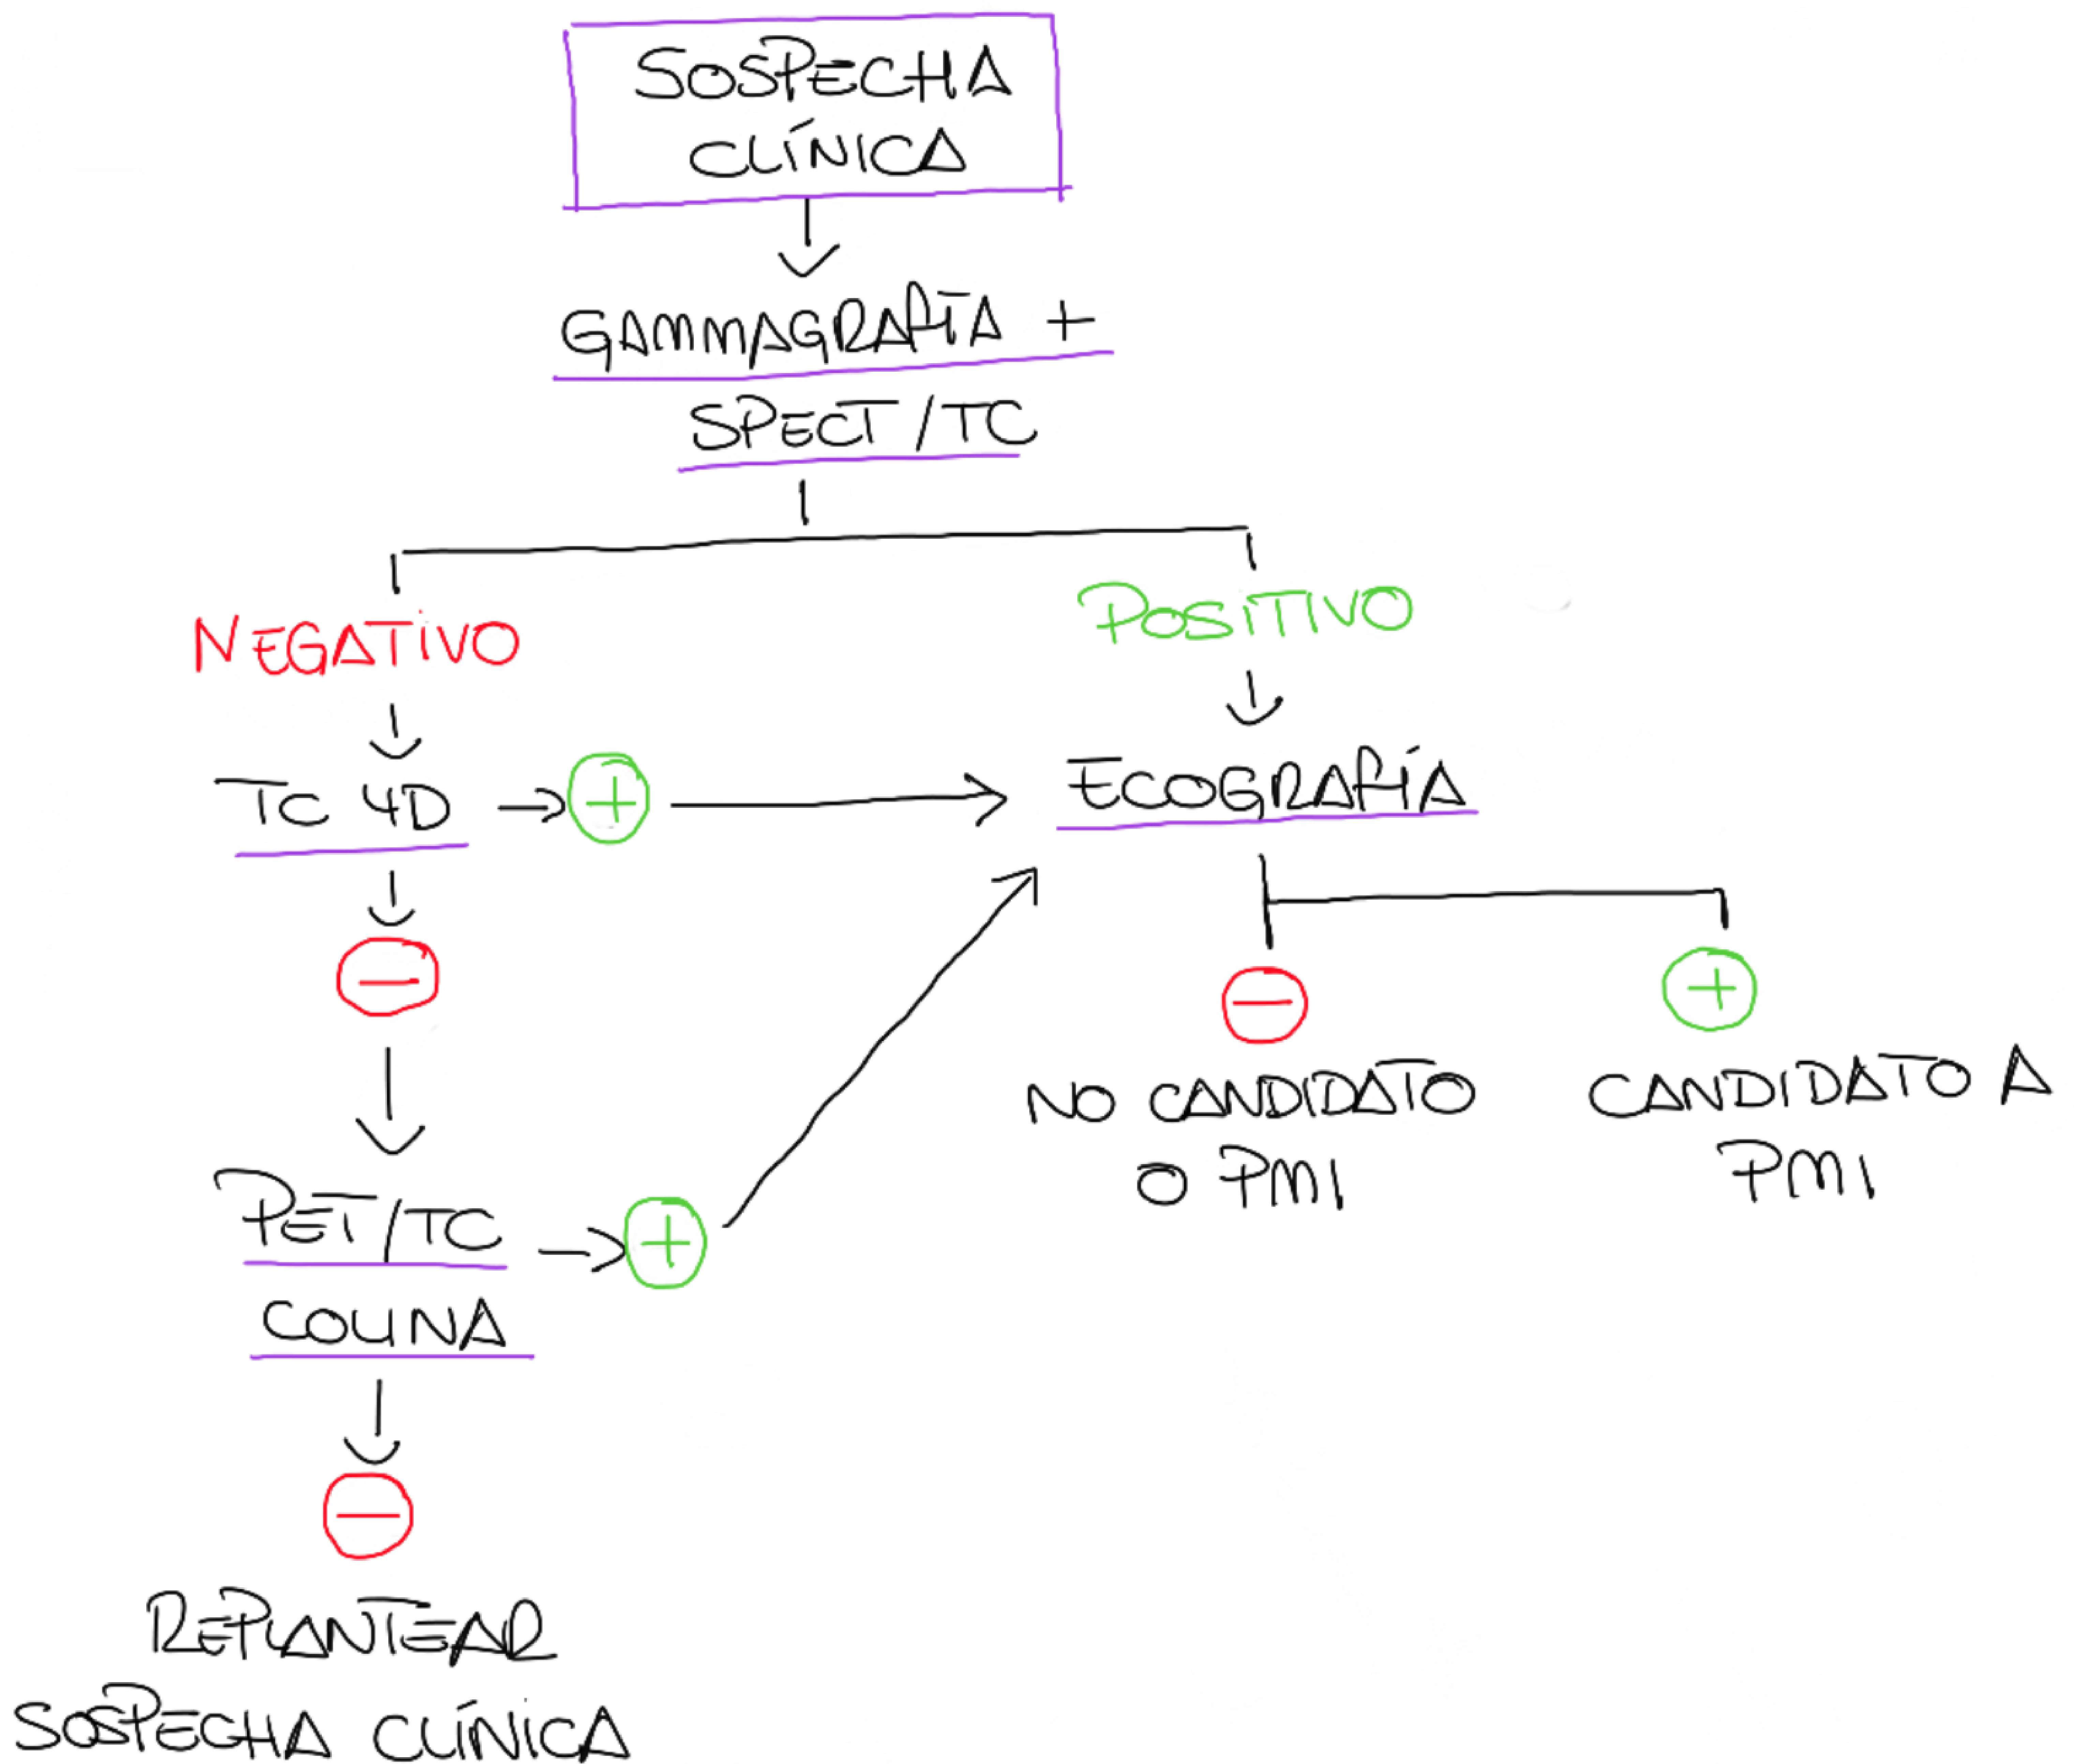 SOSPECHA
CLÍNICA
GAMMAGRAFÍA +
SPECT/TC
NEGATIVO
POSITIVO
TC 4D
+
ECOGRAFÍA
-
-
+
NO CANDIDATO
O PMI
CANDIDATO A
PMI
PET/TC
+
COLINA
-
REPLANTEAR
SOSPECHA CLÍNICA